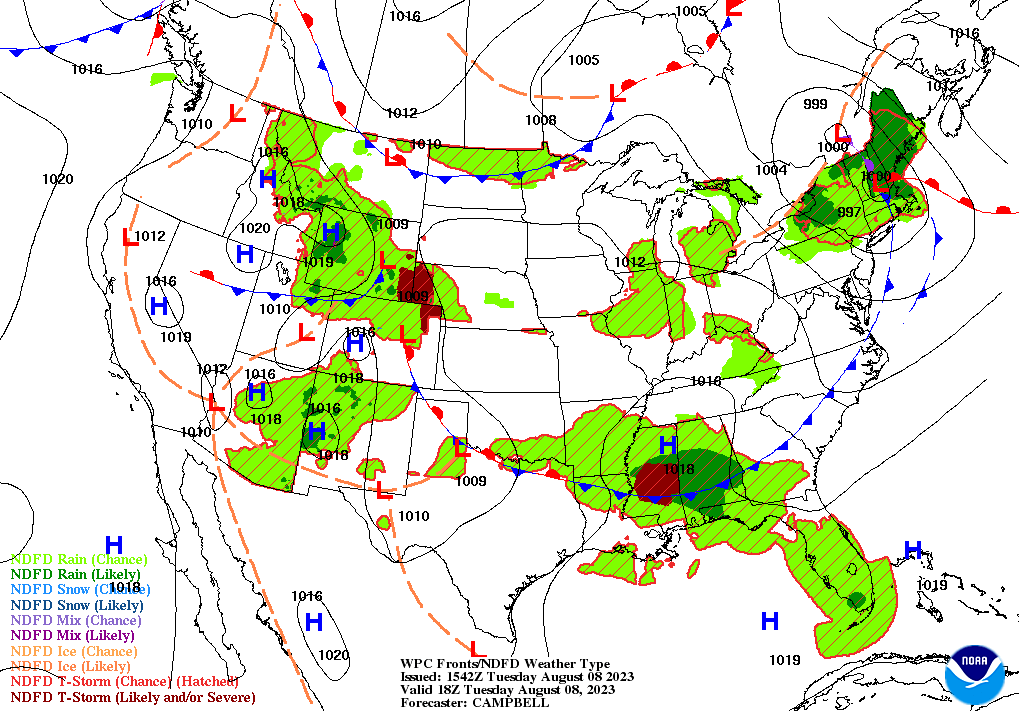 1016
1005
1016
1005
1016
1016
1012
1012
999
1010
1008
1010
1016
1000
1004
1020
1018
1000
997
1009
1020
1012
1019
1012
1016
1009
1010
1019
1016
1012
1016
1018
1016
1016
1018
1010
1018
1018
1009
1010
1018
1019
1016
1020
1019
L
L
L
L
L
L
L
L
L
L
L
L
L
H
H
H
H
H
H
H
H
H
H
H
H
NDFD Rain (Chance)
NDFD Rain (Likely)
NDFD Snow (Chance)
NDFD Snow (Likely)
NDFD Mix (Chance)
NDFD Mix (Likely)
NDFD Ice (Chance)
NDFD Ice (Likely)
NDFD T-Storm (Chance) (Hatched)
NDFD T-Storm (Likely and/or Severe)
WPC Fronts/NDFD Weather Type
Issued: 1542Z Tuesday August 08 2023
Valid 18Z Tuesday August 08, 2023
Forecaster: CAMPBELL
NOAA